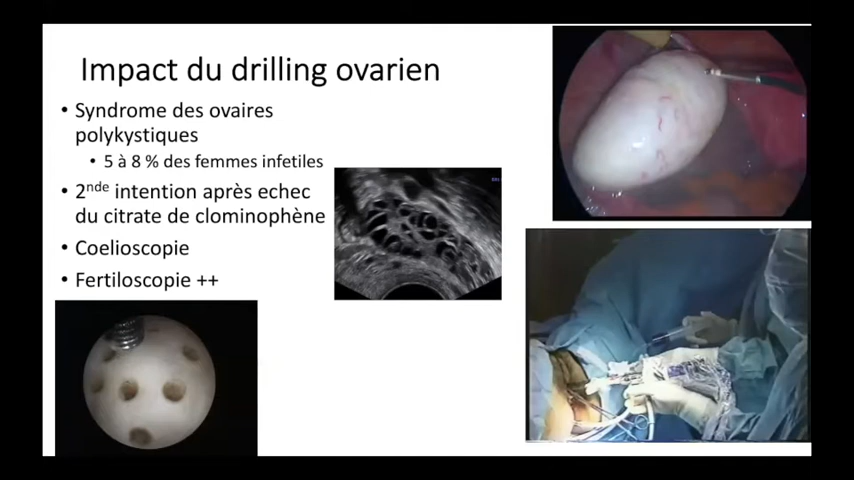 Impact du drilling ovarien
• Syndrome des ovaires
polykystiques
• 5 à 8 % des femmes infetiles
• 2nde intention après echec
du citrate de clominophène
• Coelioscopie
• Fertiloscopie ++